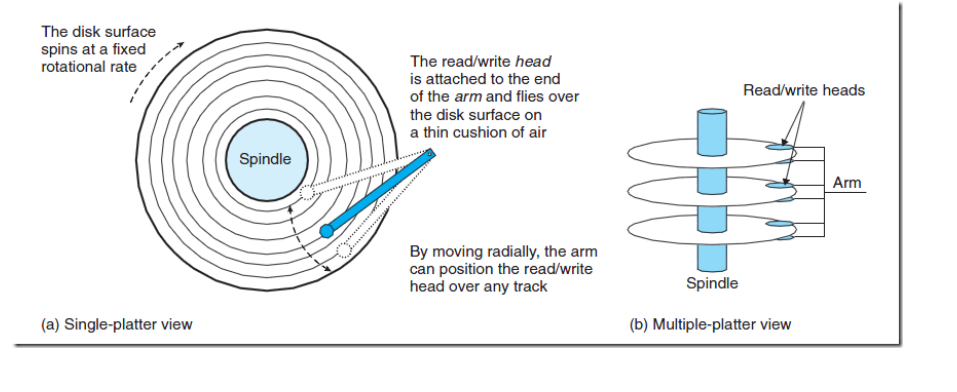 The disk surface
spins at a fixed
rotational rate
Spindle
The read/write head
is attached to the end
of the arm and flies over
the disk surface on
a thin cushion of air
By moving radially, the arm
can position the read/write
head over any track
(a) Single-platter view
Read/write heads
Arm
Spindle
(b) Multiple-platter view